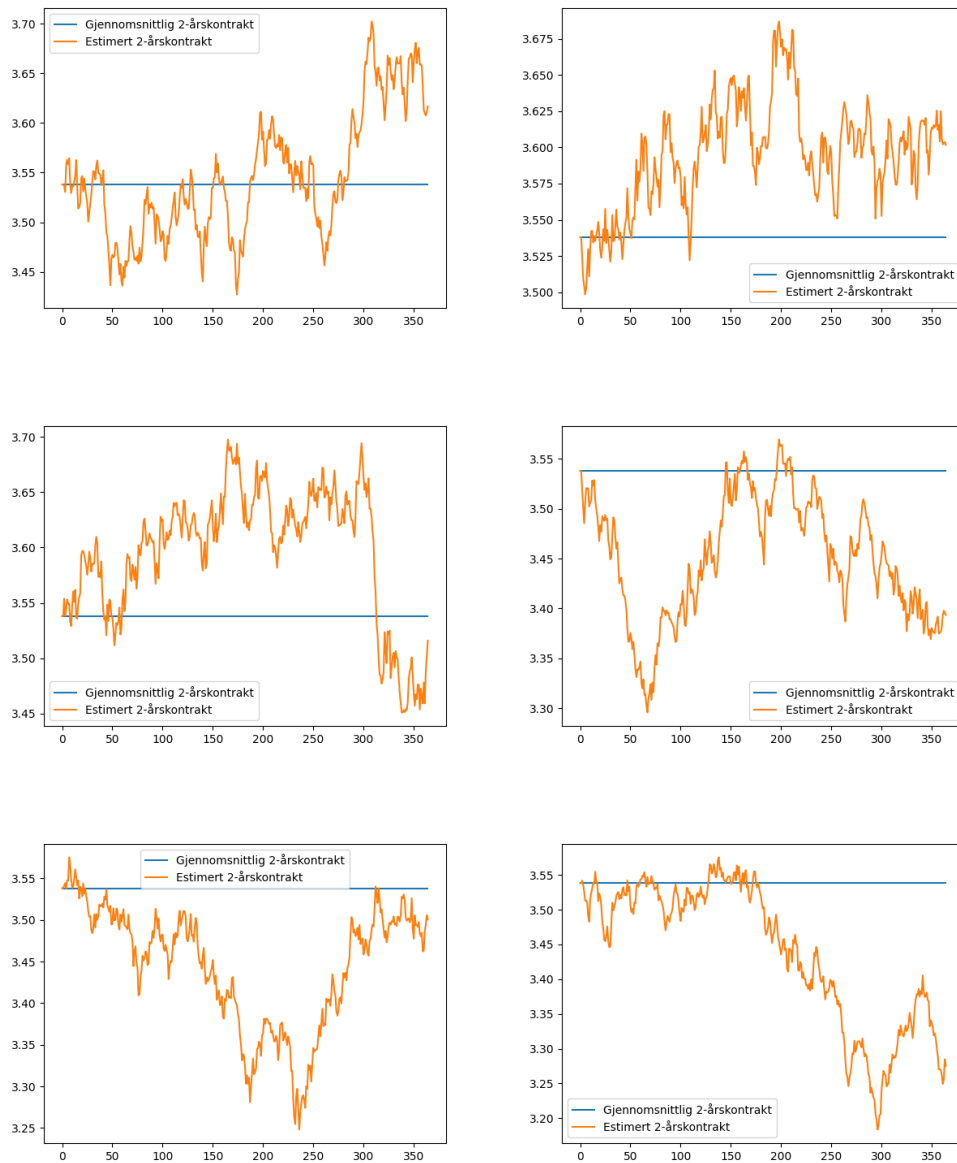 3.70
3.65
3.60
3.55
3.50
3.45
0 50 100 150 200 250 300 350
Gjennomsnittlig 2-årskontrakt
Estimert 2-årskontrakt
3.675
3.650
3.625
3.600
3.575
3.550
3.525
3.500
0 50 100 150 200 250 300 350
Gjennomsnittlig 2-årskontrakt
Estimert 2-årskontrakt
3.70
3.65
3.60
3.55
3.50
3.45
0 50 100 150 200 250 300 350
Gjennomsnittlig 2-årskontrakt
Estimert 2-årskontrakt
3.55
3.50
3.45
3.40
3.35
3.30
0 50 100 150 200 250 300 350
Gjennomsnittlig 2-årskontrakt
Estimert 2-årskontrakt
3.55
3.50
3.45
3.40
3.35
3.30
3.25
0 50 100 150 200 250 300 350
Gjennomsnittlig 2-årskontrakt
Estimert 2-årskontrakt
3.55
3.50
3.45
3.40
3.35
3.30
3.25
3.20
0 50 100 150 200 250 300 350
Gjennomsnittlig 2-årskontrakt
Estimert 2-årskontrakt